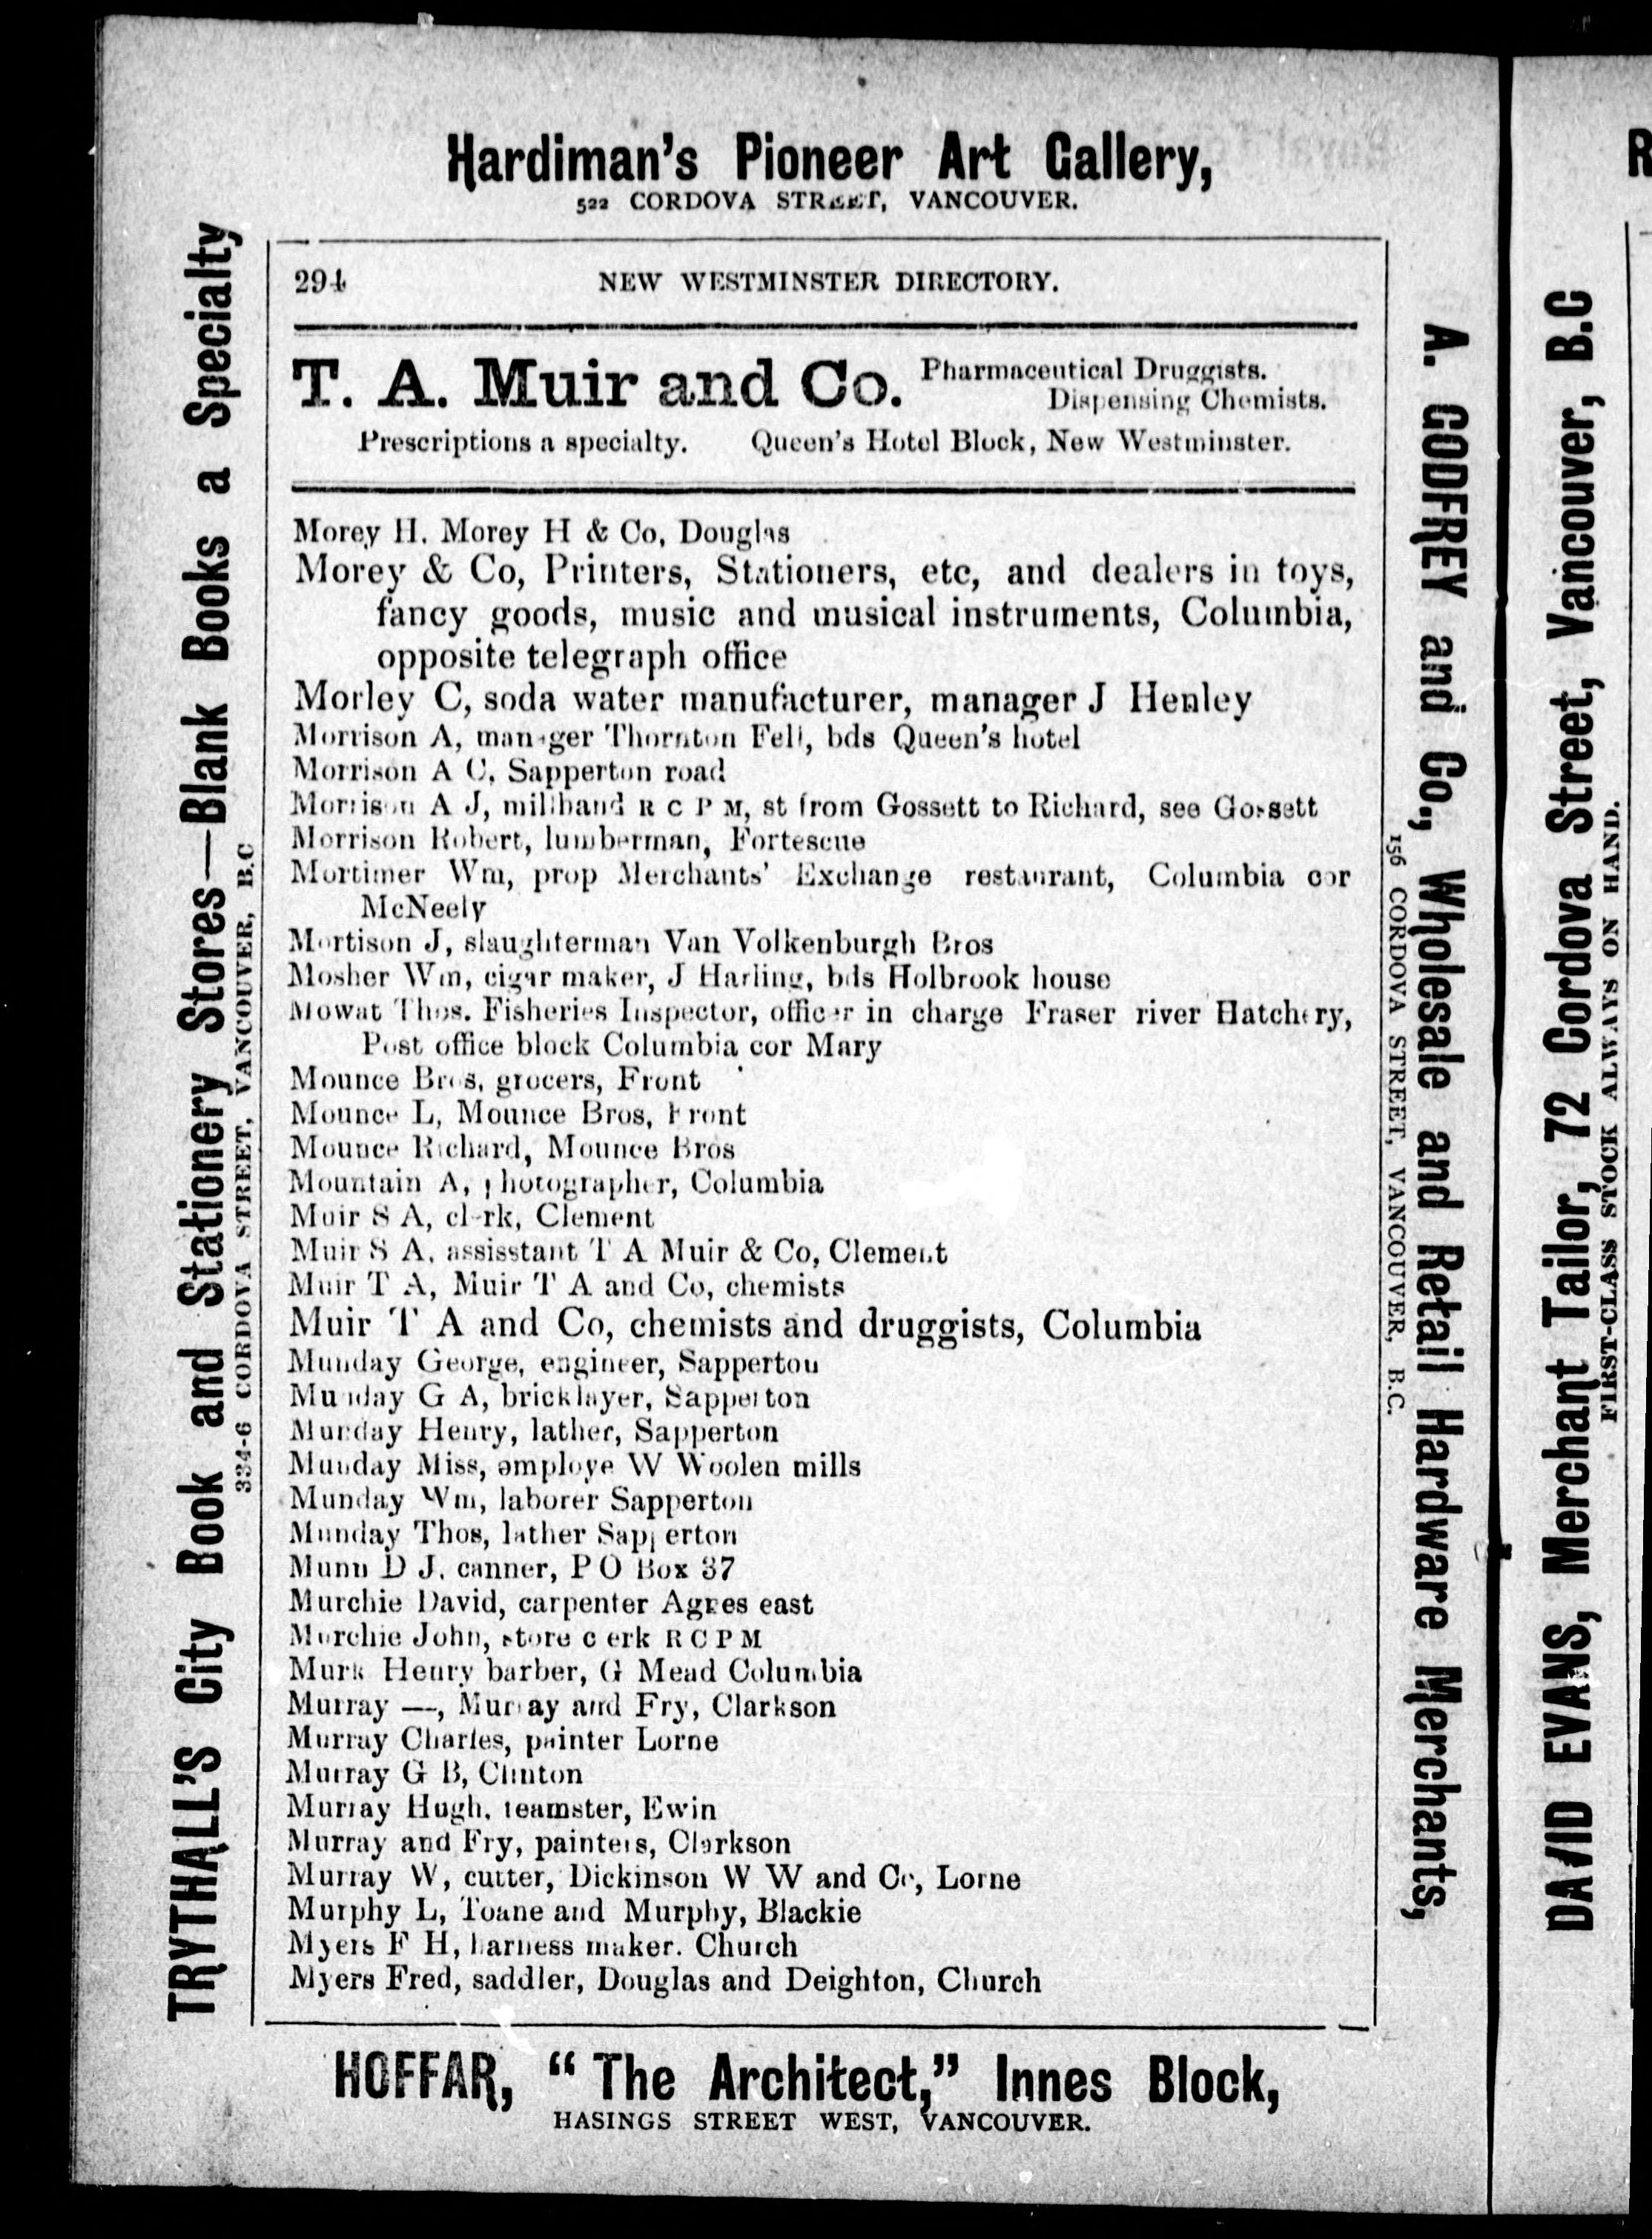 Hardiman's Pioneer Art Gallery,
522 CORDOVA STREET, VANCOUVER.
294 NEW WESTMINSTER DIRECTORY.
T. A. Muir and Co. Pharmaceutical Druggists.
Dispensing Chemists.
Prescriptions a specialty. Queen's Hotel Block, New Westminster.
Morey H. Morey H & Co, Douglas
Morey & Co, Printers, Stationers, etc, and dealers in toys,
fancy goods, music and musical instruments, Columbia,
opposite telegraph office
Morley C, soda water manufacturer, manager J Henley
Morrison A, manager Thornton Fell, bds Queen's hotel
Morrison A C, Sapperton road
Morrison A J, millhand R C P M, st from Gossett to Richard, see Gossett
Morrison Robert, lumberman, Fortescue
Mortimer Wm, prop Merchants' Exchange restaurant, Columbia cor
McNeely
Mortison J, slaughterman Van Volkenburgh Bros
Mosher Wm, cigar maker, J Harling, bds Holbrook house
Mowat Thos. Fisheries Inspector, officer in charge Fraser river Hatchery,
Post office block Columbia cor Mary
Mounce Bros, grocers, Front
Mounce L, Mounce Bros, Front
Mounce Richard, Mounce Bros
Mountain A, photographer, Columbia
Muir S A, clerk, Clement
Muir S A, assisstant T A Muir & Co, Clement
Muir T A, Muir T A and Co, chemists
Muir T A and Co, chemists and druggists, Columbia
Munday George, engineer, Sapperton
Munday G A, bricklayer, Sapperton
Munday Henry, lather, Sapperton
Munday Miss, employe W Woolen mills
Munday Wm, laborer Sapperton
Munday Thos, lather Sapperton
Munn D J, canner, P O Box 37
Murchie David, carpenter Agnes east
Murchie John, store clerk R C P M
Murk Henry barber, G Mead Columbia
Murray —, Murray and Fry, Clarkson
Murray Charles, painter Lorne
Murray G B, Clinton
Murray Hugh, teamster, Ewin
Murray and Fry, painters, Clarkson
Murray W, cutter, Dickinson W W and Co, Lorne
Murphy L, Toane and Murphy, Blackie
Myers F H, harness maker. Church
Myers Fred, saddler, Douglas and Deighton, Church
HOFFAR, "The Architect," Innes Block,
HASINGS STREET WEST, VANCOUVER.
TRYTHALL'S City Book and Stationery Stores—Blank Books a Specialty
334-6 CORDOVA STREET, VANCOUVER, B.C
A. GODFREY and Co., Wholesale and Retail Hardware Merchants,
156 CORDOVA STREET, VANCOUVER, B.C.
DAVID EVANS, Merchant Tailor, 72 Cordova Street, Vancouver, B.C
FIRST-CLASS STOCK ALWAYS ON HAND.
R